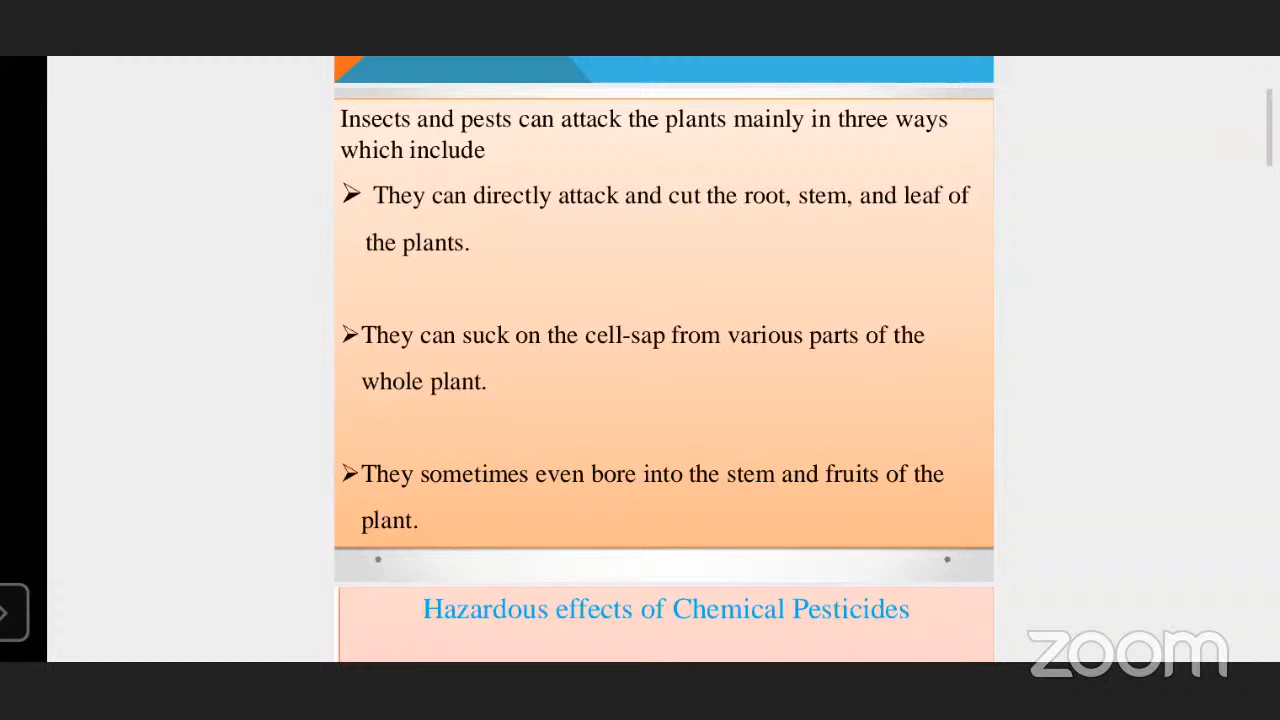 Insects and pests can attack the plants mainly in three ways
which include
➢ They can directly attack and cut the root, stem, and leaf of
the plants.
➢They can suck on the cell-sap from various parts of the
whole plant.
➢They sometimes even bore into the stem and fruits of the
plant.
Hazardous effects of Chemical Pesticides
zoom